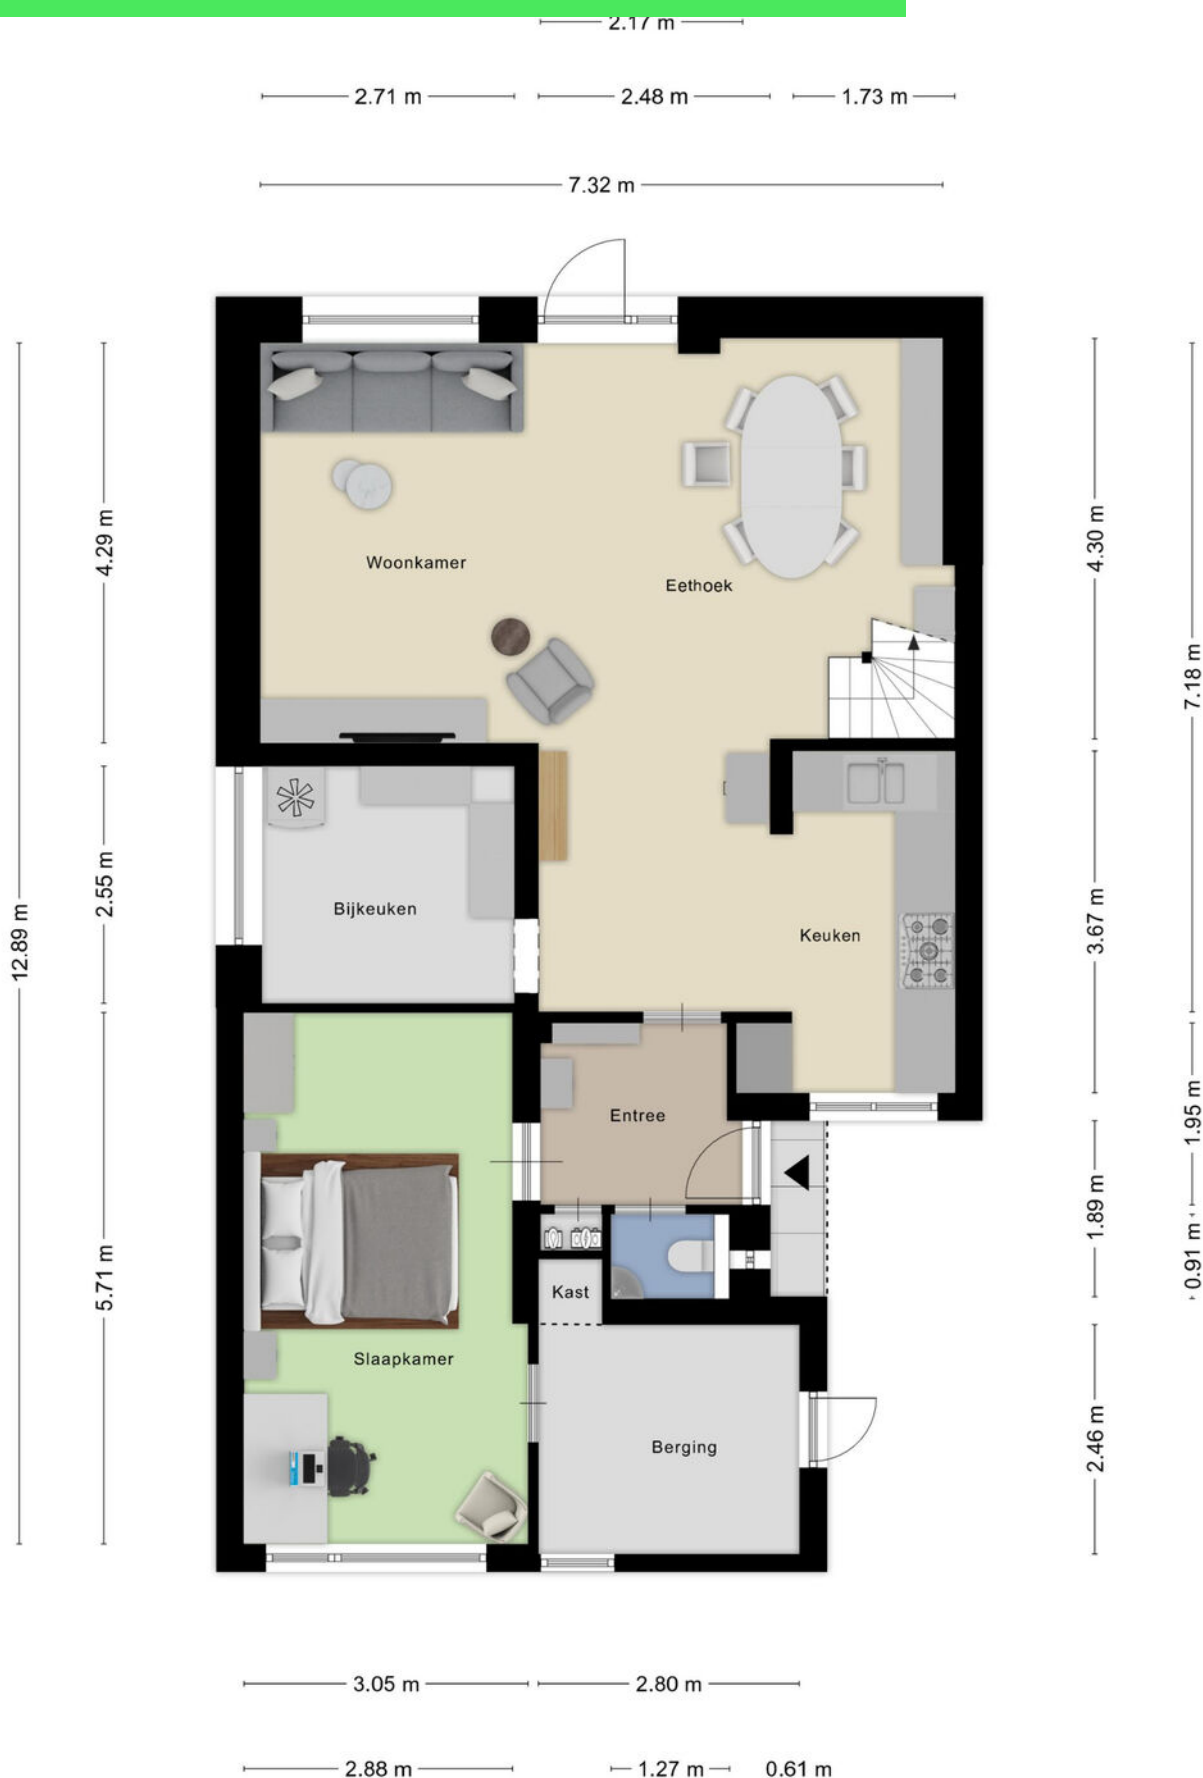 2.17 m
2.71 m
2.48 m
1.73 m
7.32 m
4.29 m
4.30 m
Woonkamer
Eethoek
7.18 m
2.55 m
Bijkeuken
Keuken
3.67 m
12.89 m
Entree
1.95 m
1.89 m
5.71 m
0.91 m
Kast
Slaapkamer
Berging
2.46 m
3.05 m
2.80 m
2.88 m
1.27 m
0.61 m